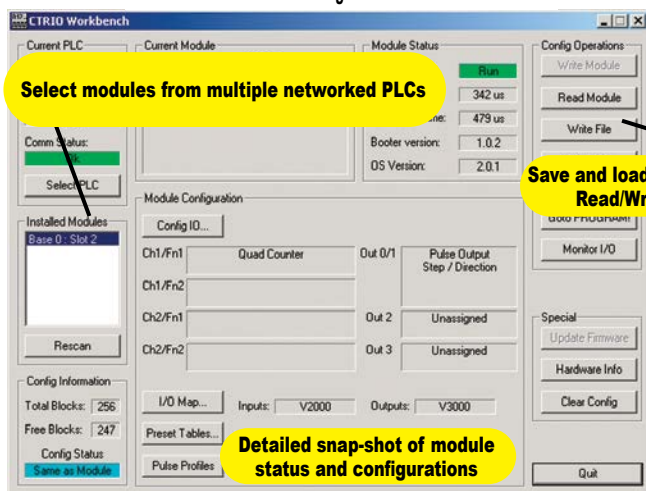 CTRIO Workbench
Current PLC
Current Module
Module Status
Config Operations
Run
Write Module
Select modules from multiple networked PLCs
342 us
Read Module
479 us
Write File
Comm Status:
Booter version: 1.0.2
OS Version: 2.0.1
Select PLC
Save and load
Module Configuration
Installed Modules
Config IO...
Base 0 : Slot 2
Monitor I/O
Ch1/Fn1 Quad Counter Out 0/1 Pulse Output
Step / Direction
Ch1/Fn2
Ch2/Fn1 Out 2 Unassigned
Special
Update Firmware
Rescan
Ch2/Fn2 Out 3 Unassigned
Hardware Info
Config Information
Total Blocks: 256
I/O Map... Inputs: V2000 Outputs: V3000
Clear Config
Free Blocks: 247
Preset Tables...
Detailed snap-shot of module
status and configurations
Config Status
Same as Module
Pulse Profiles
Quit